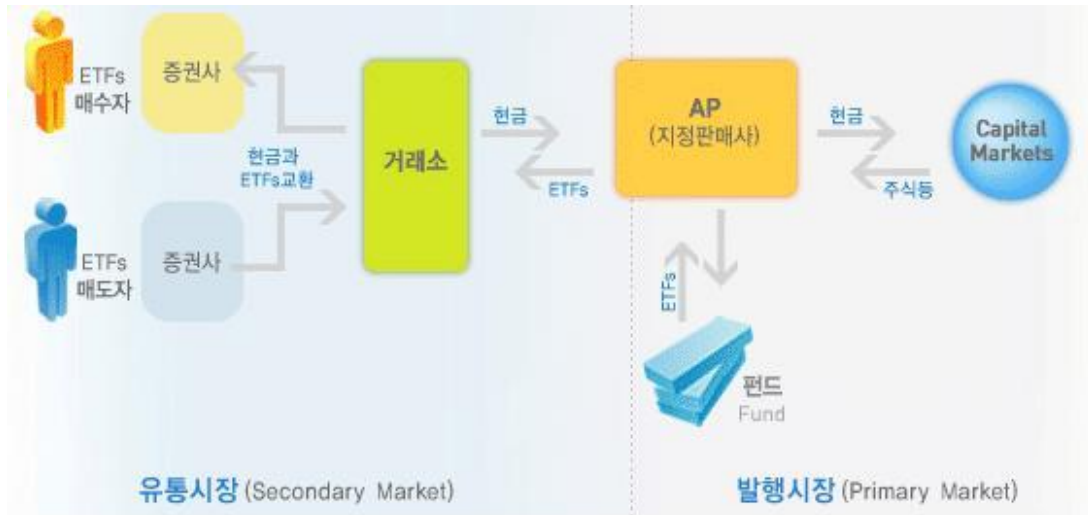 ETFs
매수자
증권사
현금과
ETFs교환
ETFs
매도자
증권사
거래소
현금
ETFs
AP
(지정판매사)
현금
주식등
Capital
Markets
ETFs
펀드
Fund
유통시장 (Secondary Market)
발행시장 (Primary Market)